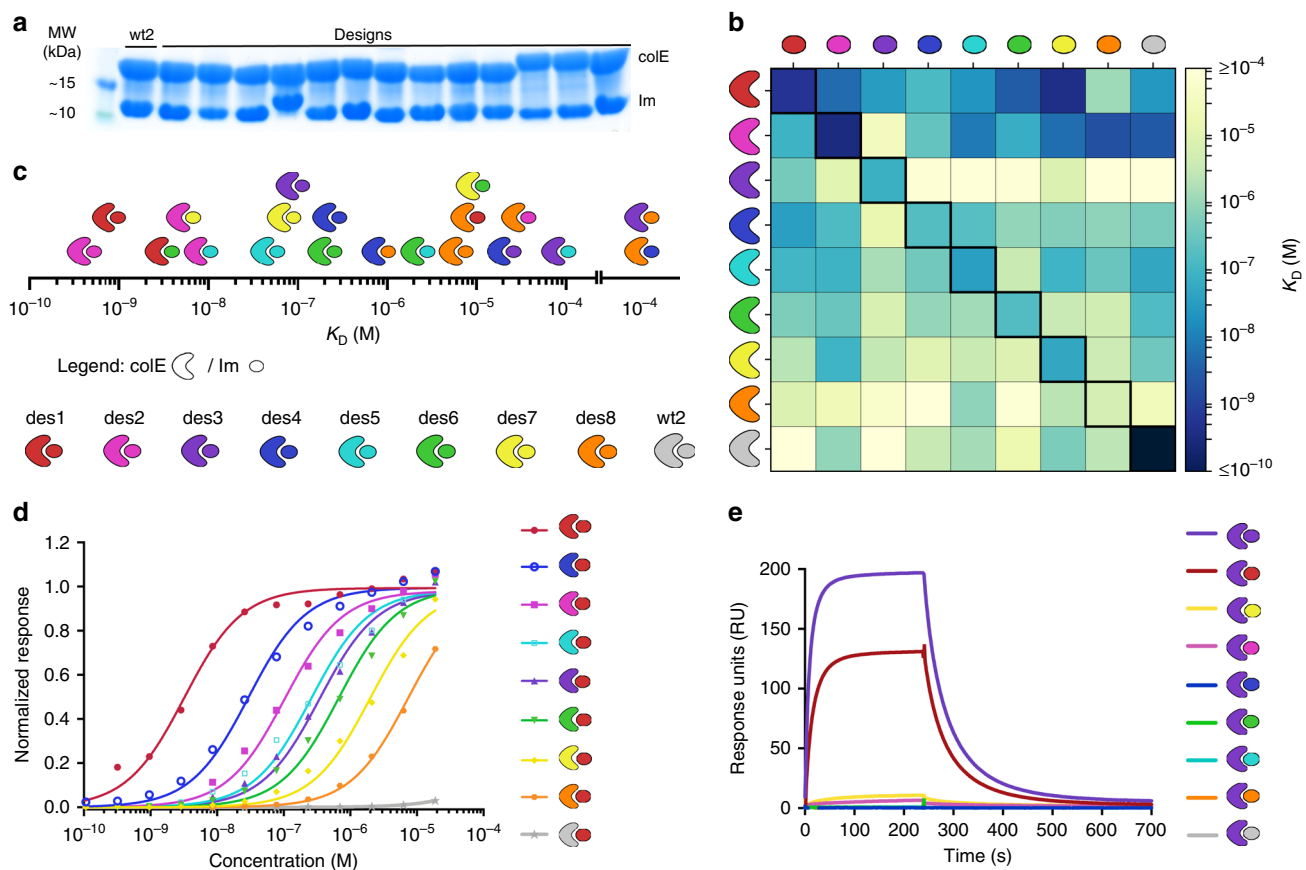 a
MW
(kDa)
wt2
Designs
colE
~15
Im
~10
b
≥10⁻⁴
10⁻⁵
10⁻⁶
10⁻⁷
10⁻⁸
10⁻⁹
≤10⁻¹⁰
K_D (M)
c
10⁻¹⁰ 10⁻⁹ 10⁻⁸ 10⁻⁷ 10⁻⁶ 10⁻⁵ 10⁻⁴ 10⁻⁴
K_D (M)
Legend: colE / Im
des1 des2 des3 des4 des5 des6 des7 des8 wt2
d
Normalized response
1.2
1.0
0.8
0.6
0.4
0.2
0.0
10⁻¹⁰ 10⁻⁹ 10⁻⁸ 10⁻⁷ 10⁻⁶ 10⁻⁵ 10⁻⁴
Concentration (M)
e
Response units (RU)
200
150
100
50
0
0 100 200 300 400 500 600 700
Time (s)